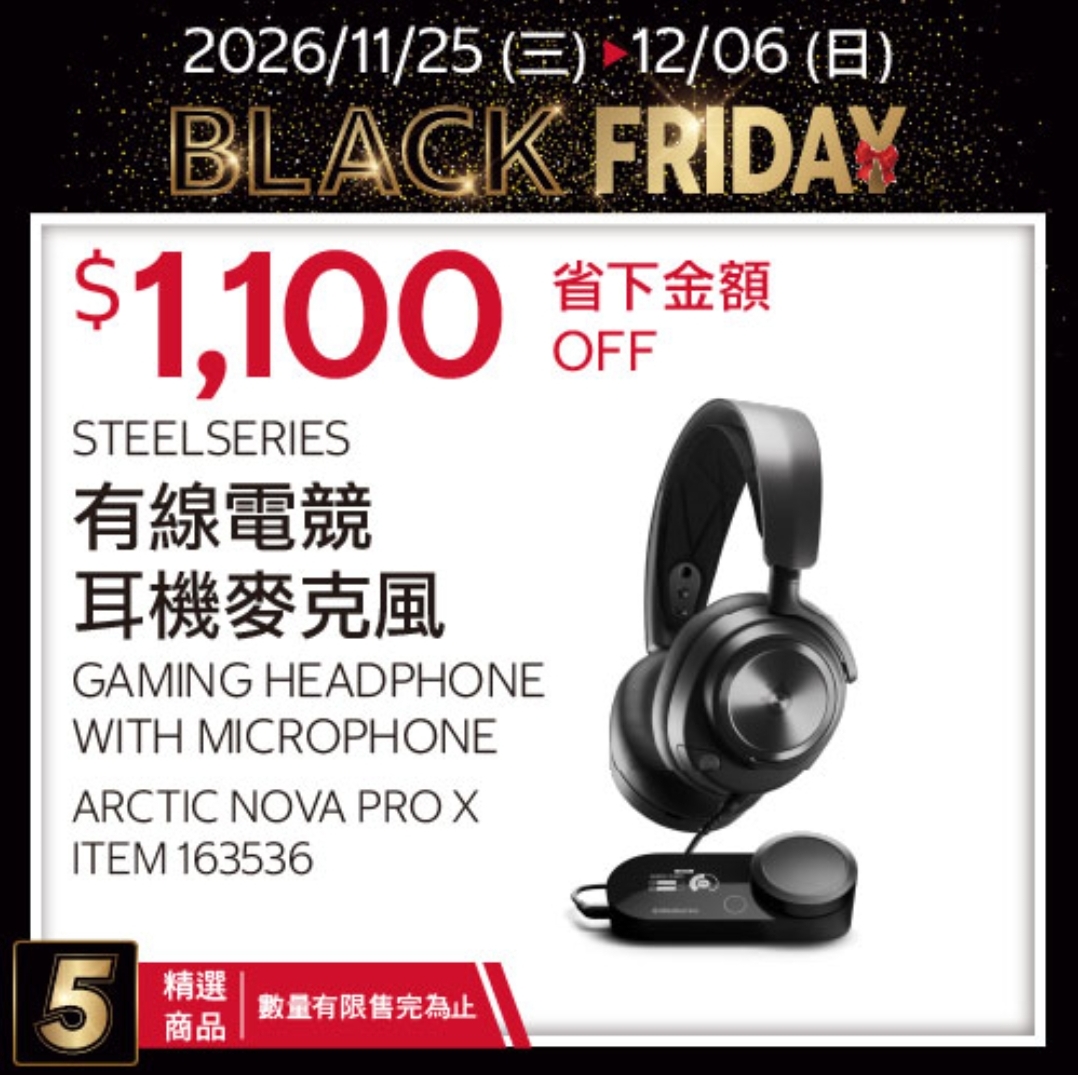 2026/11/25 (三) ▶ 12/06 (日)
BLACK FRIDAY
$1,100 省下金額
OFF
STEELSERIES
有線電競
耳機麥克風
GAMING HEADPHONE
WITH MICROPHONE
ARCTIC NOVA PRO X
ITEM 163536
5
精選
商品
數量有限售完為止